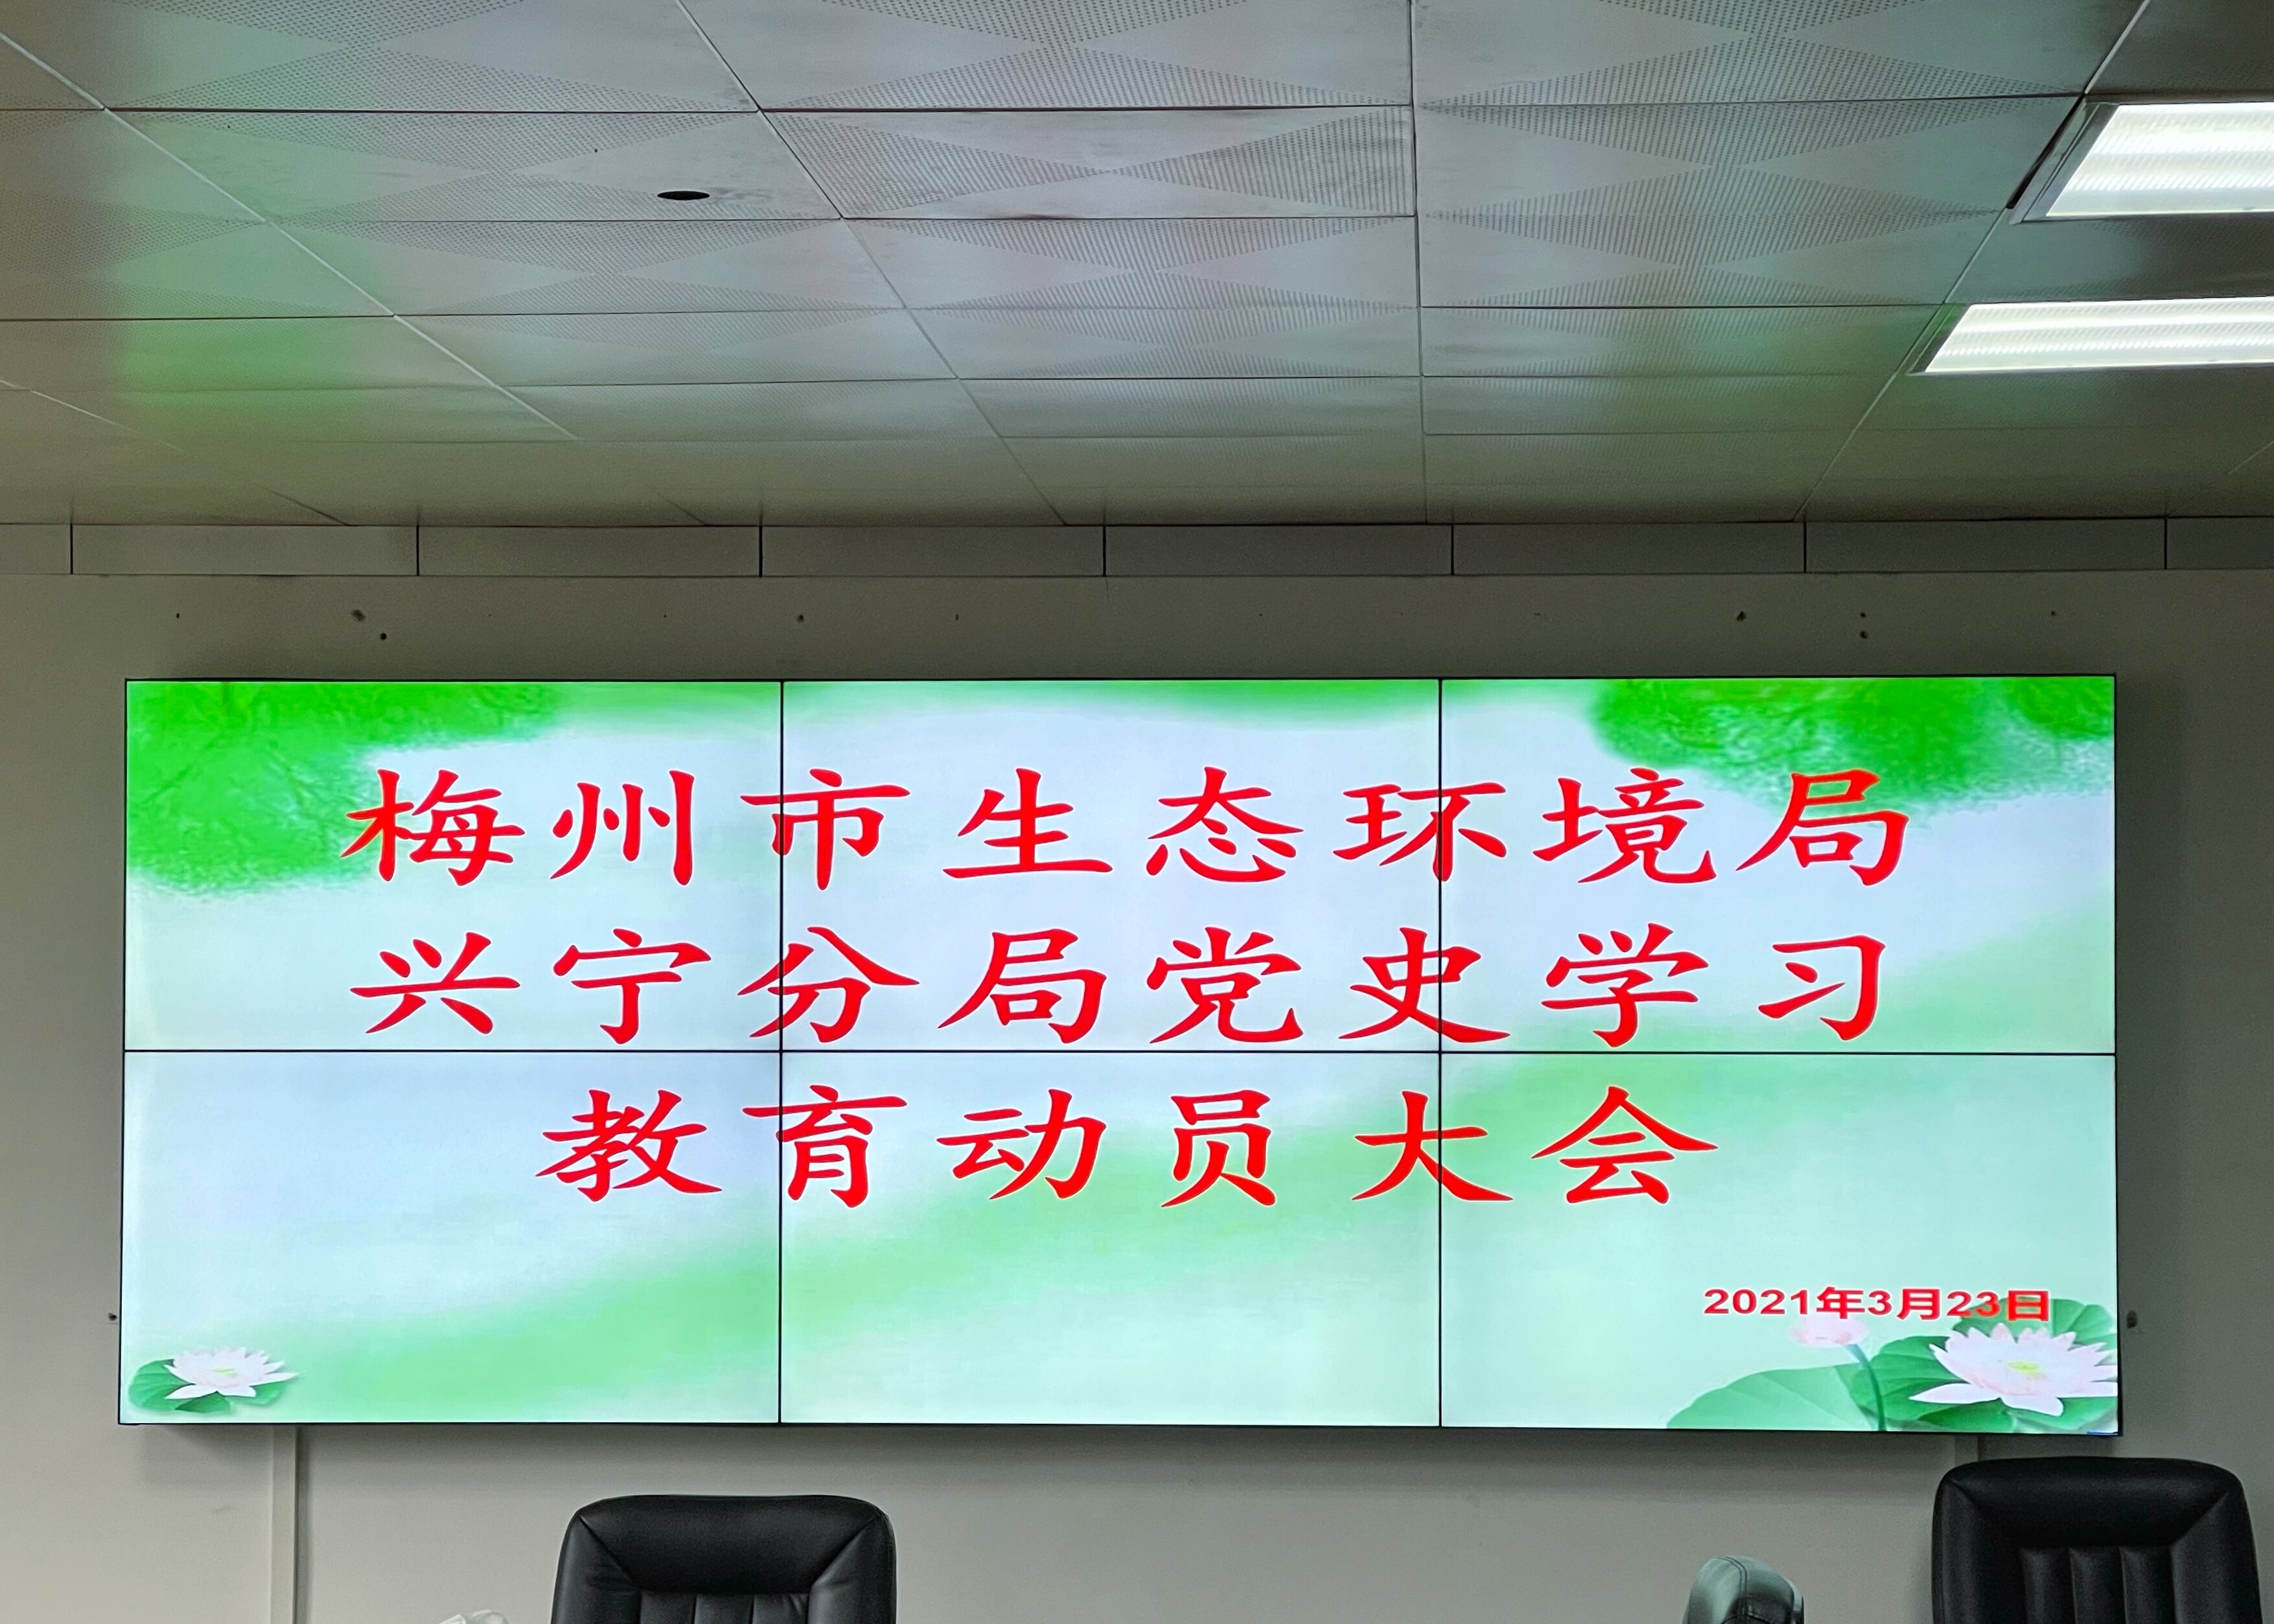 梅州市生态环境局
兴宁分局党史学习
教育动员大会
2021年3月23日